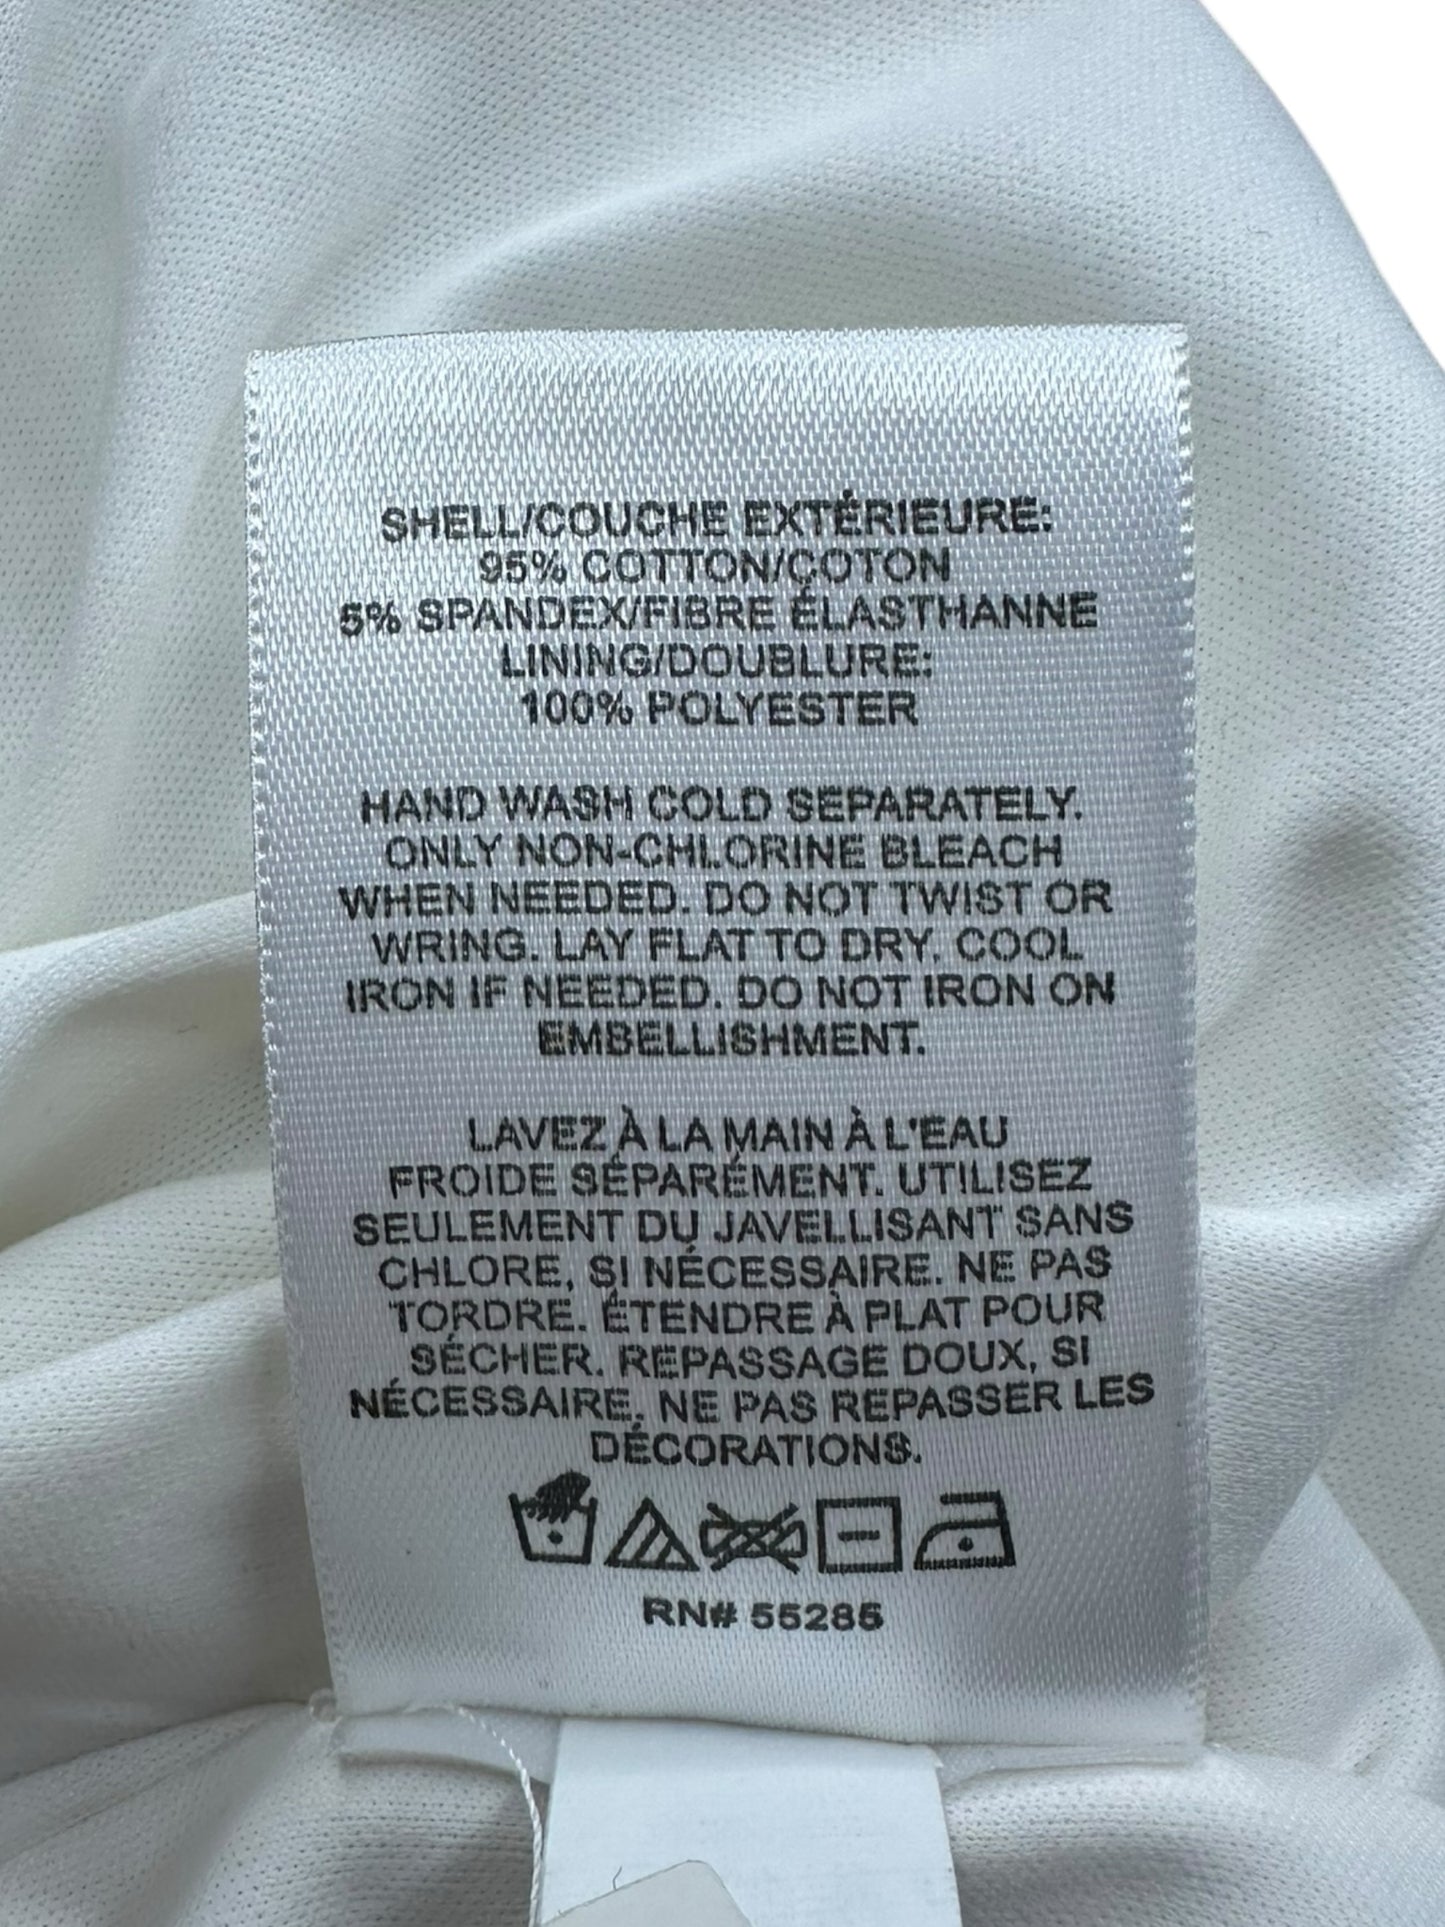 SHELL/COUCHE EXTÉRIEURE:
95% COTTON/COTON
5% SPANDEX/FIBRE ÉLASTHANNE
LINING/DOUBLURE:
100% POLYESTER
HAND WASH COLD SEPARATELY.
ONLY NON-CHLORINE BLEACH
WHEN NEEDED. DO NOT TWIST OR
WRING. LAY FLAT TO DRY. COOL
IRON IF NEEDED. DO NOT IRON ON
EMBELLISHMENT.
LAVEZ À LA MAIN À L'EAU
FROIDE SÉPARÉMENT. UTILISEZ
SEULEMENT DU JAVELLISANT SANS
CHLORE, SI NÉCESSAIRE. NE PAS
TORDRE. ÉTENDRE À PLAT POUR
SÉCHER. REPASSAGE DOUX, SI
NÉCESSAIRE. NE PAS REPASSER LES
DÉCORATIONS.
RN# 55285